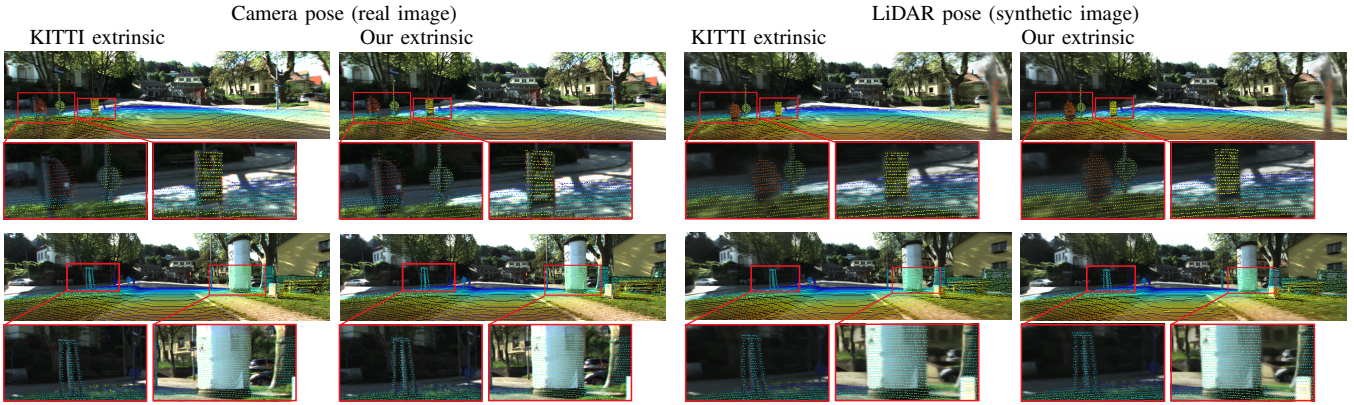 Camera pose (real image)
LiDAR pose (synthetic image)
KITTI extrinsic
Our extrinsic
KITTI extrinsic
Our extrinsic